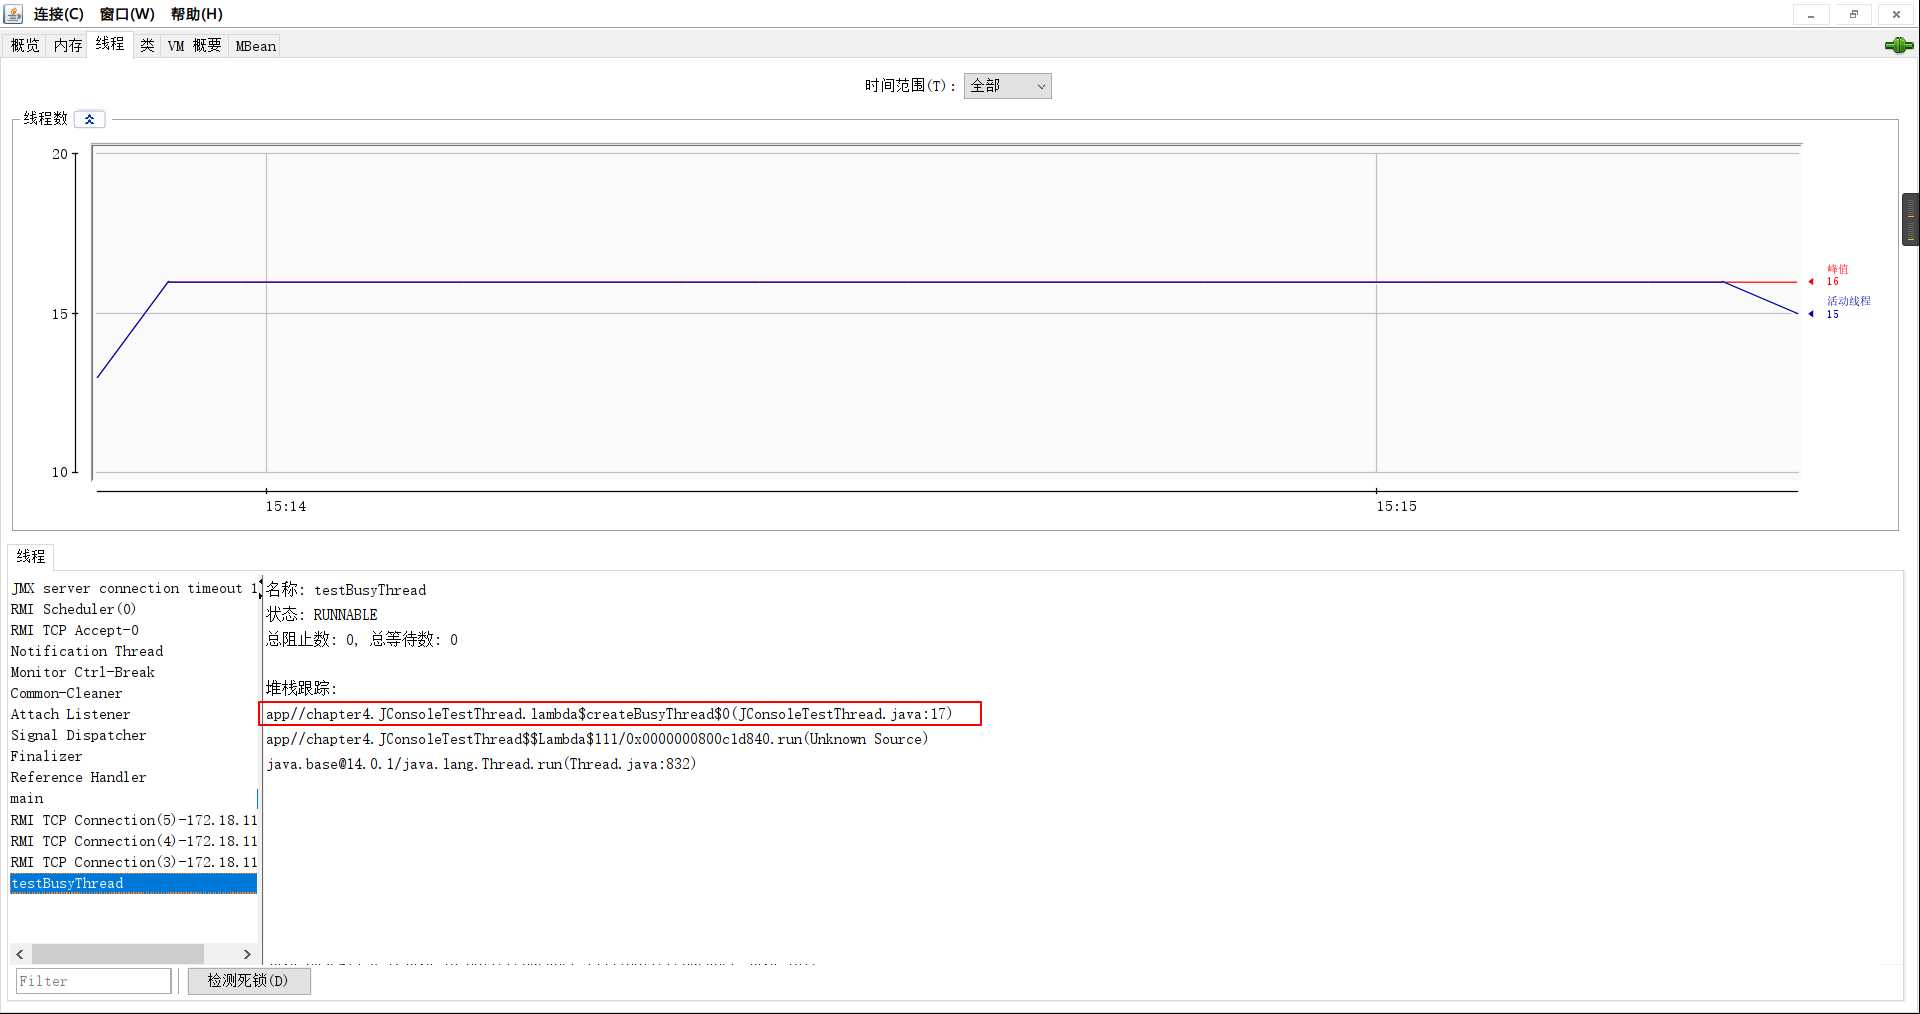 连接(C) 窗口(W) 帮助(H)
概览 内存 线程 类 VM 概要 MBean
时间范围(T): 全部
线程数
20
15
10
15:14 15:15
峰值
16
活动线程
15
线程
JMX server connection timeout 1
RMI Scheduler(0)
RMI TCP Accept-0
Notification Thread
Monitor Ctrl-Break
Common-Cleaner
Attach Listener
Signal Dispatcher
Finalizer
Reference Handler
main
RMI TCP Connection(5)-172.18.11
RMI TCP Connection(4)-172.18.11
RMI TCP Connection(3)-172.18.11
testBusyThread
名称: testBusyThread
状态: RUNNABLE
总阻止数: 0, 总等待数: 0
堆栈跟踪:
app//chapter4.JConsoleTestThread.lambda$createBusyThread$0(JConsoleTestThread.java:17)
app//chapter4.JConsoleTestThread$$Lambda$111/0x0000000800c1d840.run(Unknown Source)
java.base@14.0.1/java.lang.Thread.run(Thread.java:832)
Filter
检测死锁(D)